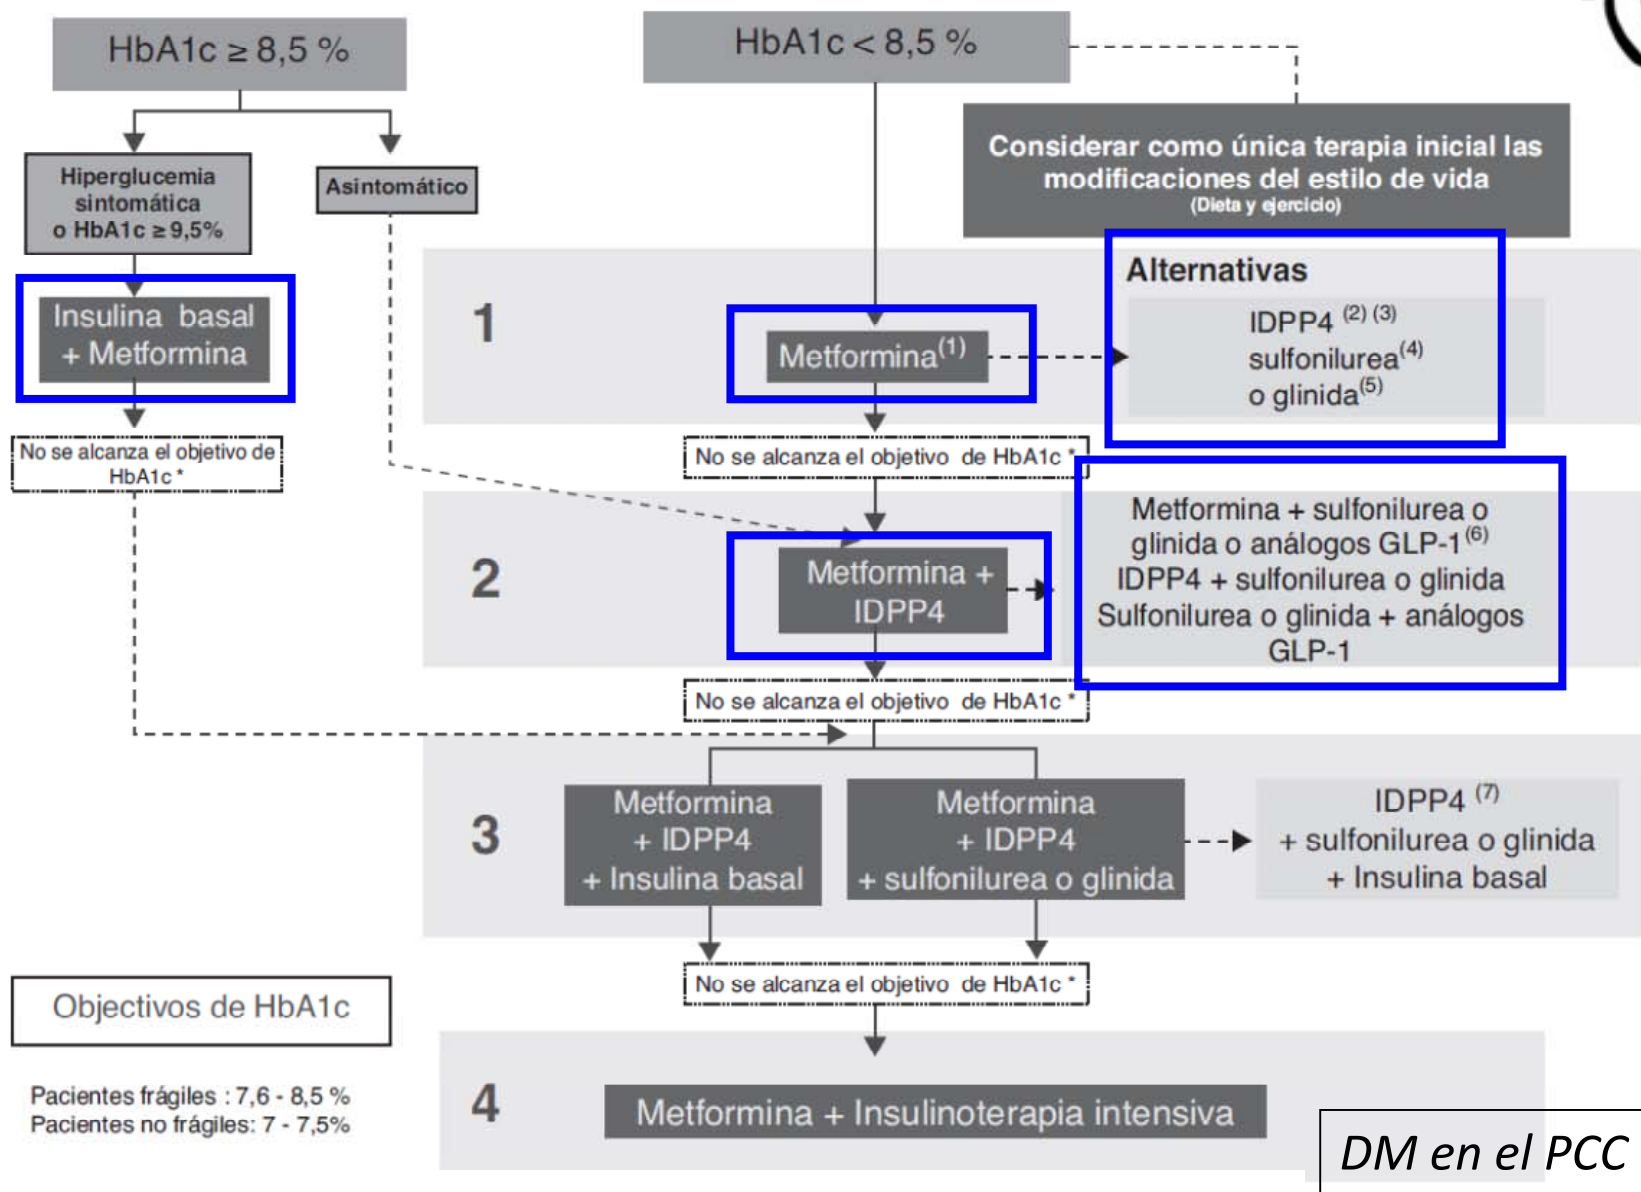 HbA1c ≥ 8,5 %
HbA1c < 8,5 %
Hiperglucemia
sintomática
o HbA1c ≥ 9,5%
Asintomático
Considerar como única terapia inicial las
modificaciones del estilo de vida
(Dieta y ejercicio)
Insulina basal
+ Metformina
No se alcanza el objetivo de
HbA1c *
1
Metformina(1)
Alternativas
IDPP4 (2) (3)
sulfonilurea(4)
o glinida(5)
No se alcanza el objetivo de HbA1c *
2
Metformina +
IDPP4
Metformina + sulfonilurea o
glinida o análogos GLP-1(6)
IDPP4 + sulfonilurea o glinida
Sulfonilurea o glinida + análogos
GLP-1
No se alcanza el objetivo de HbA1c *
3
Metformina
+ IDPP4
+ Insulina basal
Metformina
+ IDPP4
+ sulfonilurea o glinida
IDPP4 (7)
+ sulfonilurea o glinida
+ Insulina basal
No se alcanza el objetivo de HbA1c *
Objectivos de HbA1c
Pacientes frágiles : 7,6 - 8,5 %
Pacientes no frágiles: 7 - 7,5%
4
Metformina + Insulinoterapia intensiva
DM en el PCC